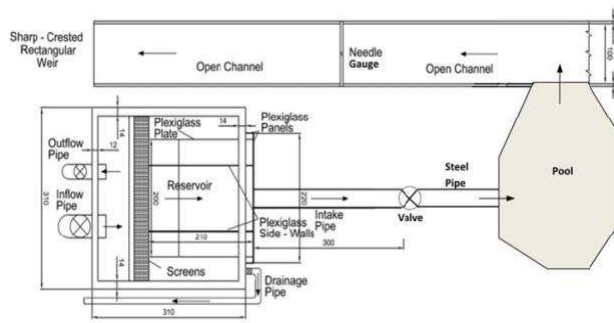 Sharp - Crested
Rectangular
Weir
Open Channel
Needle
Gauge
Open Channel
100
14
Plexiglass
Plate
Plexiglass
Panels
14
12
Outflow
Pipe
Inflow
Pipe
310
200
Reservoir
220
Steel
Pipe
Pool
Intake
Pipe
Valve
Plexiglass
Side - Walls
210
300
14
Screens
Drainage
Pipe
310